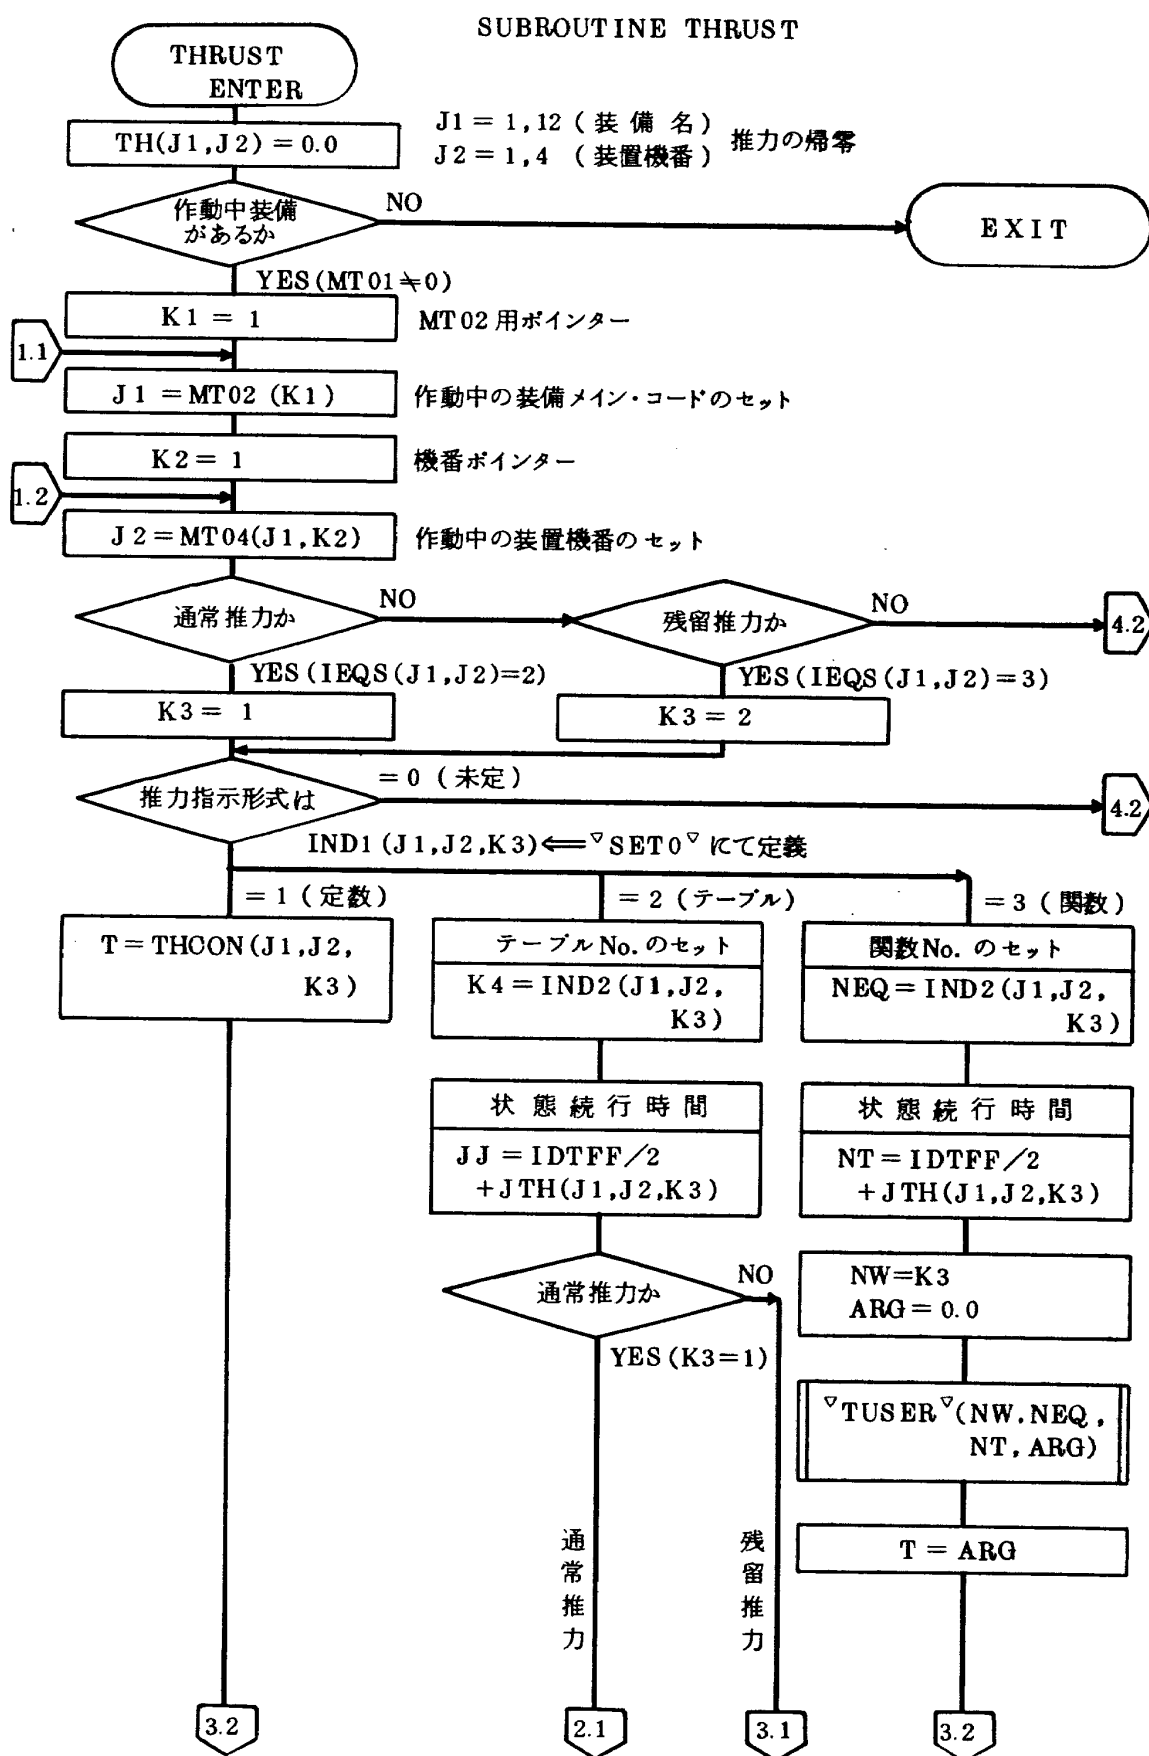 SUBROUTINE THRUST
THRUST
ENTER
TH(J1,J2)=0.0
J1=1,12(装備名)
J2=1,4 (装置機番)
推力の帰零
作動中装備
があるか
NO
EXIT
YES(MT01≠0)
K1=1
MT02用ポインター
1.1
J1=MT02(K1)
作動中の装備メイン・コードのセット
K2=1
機番ポインター
1.2
J2=MT04(J1,K2)
作動中の装置機番のセット
通常推力か
NO
残留推力か
NO
4.2
YES(IEQS(J1,J2)=2)
YES(IEQS(J1,J2)=3)
K3=1
K3=2
=0(未定)
推力指示形式は
4.2
IND1(J1,J2,K3)⇐▽SET0▽にて定義
=1(定数)
=2(テーブル)
=3(関数)
T=THCON(J1,J2,
K3)
テーブルNo.のセット
K4=IND2(J1,J2,
K3)
関数No.のセット
NEQ=IND2(J1,J2,
K3)
状態続行時間
JJ=IDTFF/2
+JTH(J1,J2,K3)
状態続行時間
NT=IDTFF/2
+JTH(J1,J2,K3)
通常推力か
NO
NW=K3
ARG=0.0
YES(K3=1)
▽TUSER▽(NW.NEQ,
NT,ARG)
T=ARG
通常推力
残留推力
3.2
2.1
3.1
3.2